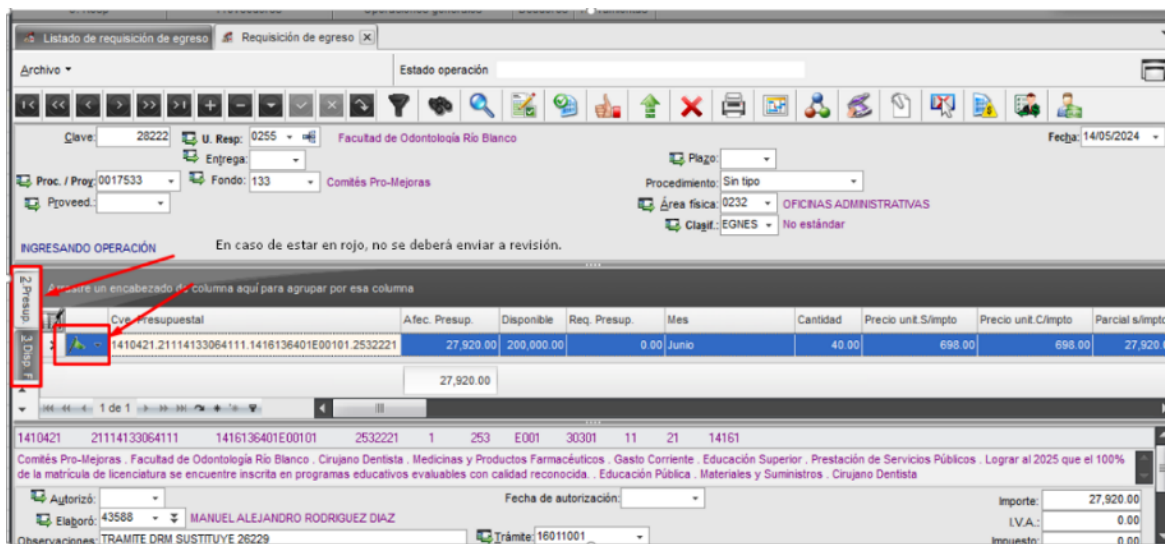 Listado de requisición de egreso Requisición de egreso
Archivo Estado operación
Clave: 28222 U. Resp: 0255 Facultad de Odontología Río Blanco Fecha: 14/05/2024
Entrega: Plazo:
Proc. / Proy: 0017533 Fondo: 133 Comités Pro-Mejoras Procedimiento: Sin tipo
Proveed.: Área física: 0232 OFICINAS ADMINISTRATIVAS
Clasif.: EGNES No estándar
INGRESANDO OPERACIÓN En caso de estar en rojo, no se deberá enviar a revisión.
2.Presup.
3.Disp. F
un encabezado de columna aquí para agrupar por esa columna
Cve. Presupuestal Afec. Presup. Disponible Req. Presup. Mes Cantidad Precio unit.S/impto Precio unit.C/impto Parcial s/impto
1410421.21114133064111.1416136401E00101.2532221 27,920.00 200,000.00 0.00 Junio 40.00 698.00 698.00 27,920.
27,920.00
1 de 1
1410421 21114133064111 1416136401E00101 2532221 1 253 E001 30301 11 21 14161
Comités Pro-Mejoras . Facultad de Odontología Río Blanco . Cirujano Dentista . Medicinas y Productos Farmacéuticos . Gasto Corriente . Educación Superior . Prestación de Servicios Públicos . Lograr al 2025 que el 100%
de la matrícula de licenciatura se encuentre inscrita en programas educativos evaluables con calidad reconocida. . Educación Pública . Materiales y Suministros . Cirujano Dentista
Autorizó: Fecha de autorización: Importe: 27,920.00
Elaboró: 43588 MANUEL ALEJANDRO RODRIGUEZ DIAZ I.V.A.: 0.00
Observaciones: TRAMITE DRM SUSTITUYE 26229 Trámite: 16011001 Impuesto: 0.00